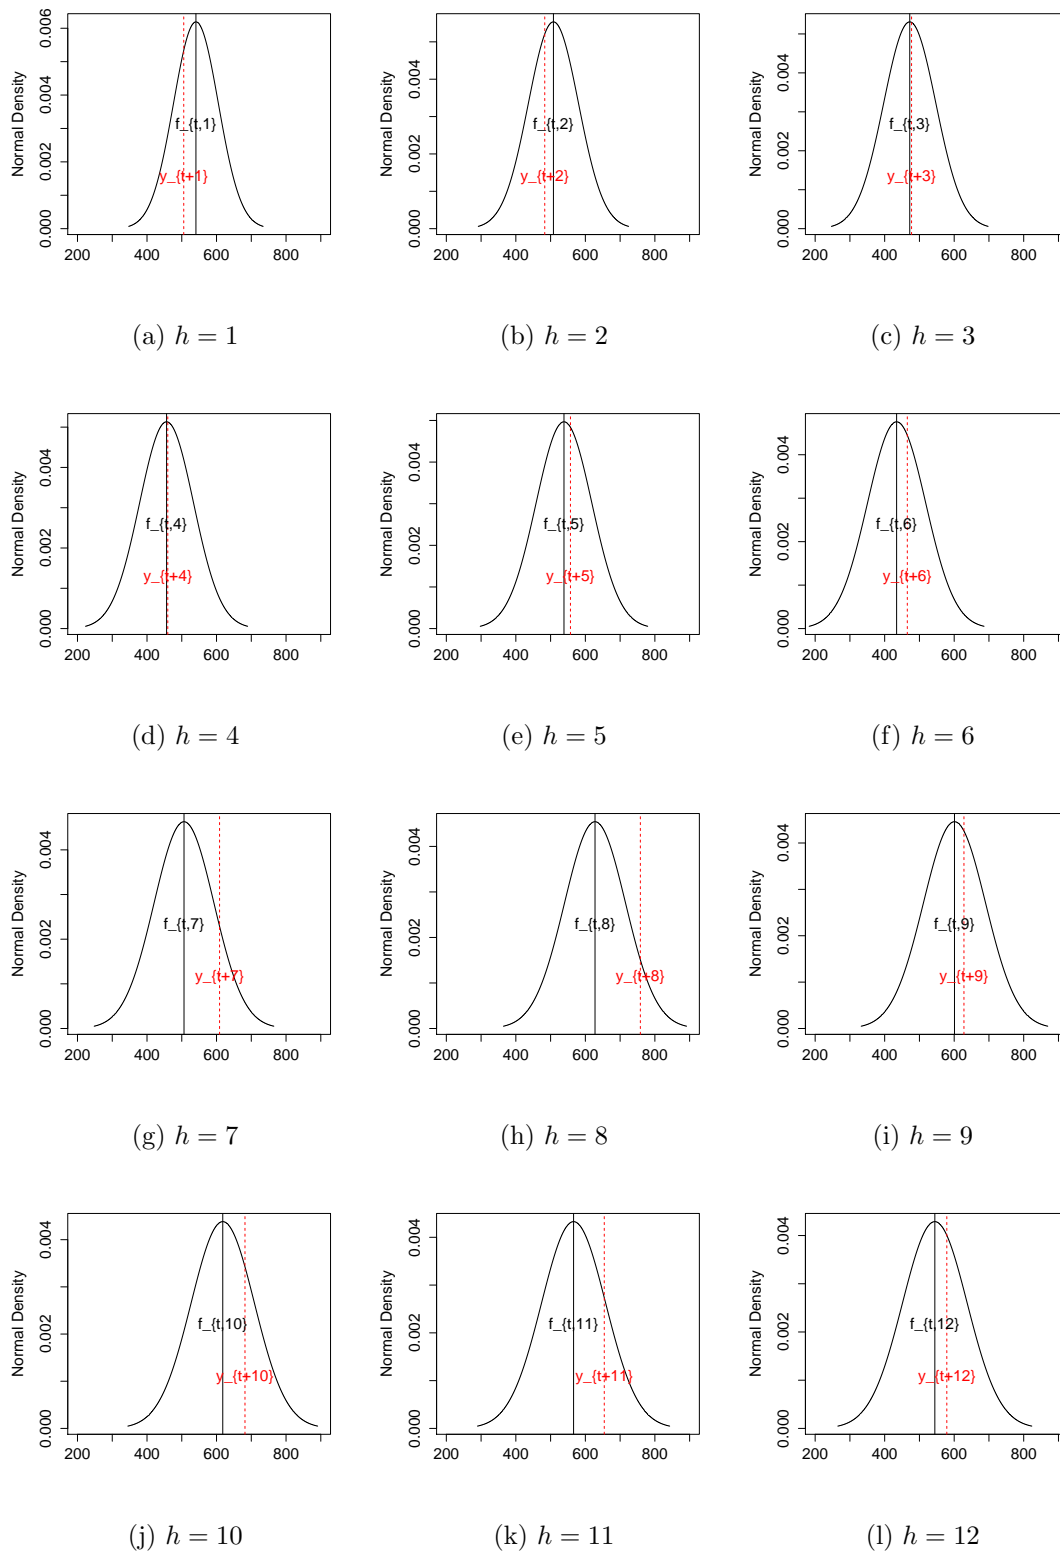 Normal Density
0.000 0.002 0.004 0.006
f_{t,1}
y_{t+1}
200 400 600 800
(a) h = 1
Normal Density
0.000 0.002 0.004
f_{t,2}
y_{t+2}
200 400 600 800
(b) h = 2
Normal Density
0.000 0.002 0.004
f_{t,3}
y_{t+3}
200 400 600 800
(c) h = 3
Normal Density
0.000 0.002 0.004
f_{t,4}
y_{t+4}
200 400 600 800
(d) h = 4
Normal Density
0.000 0.002 0.004
f_{t,5}
y_{t+5}
200 400 600 800
(e) h = 5
Normal Density
0.000 0.002 0.004
f_{t,6}
y_{t+6}
200 400 600 800
(f) h = 6
Normal Density
0.000 0.002 0.004
f_{t,7}
y_{t+7}
200 400 600 800
(g) h = 7
Normal Density
0.000 0.002 0.004
f_{t,8}
y_{t+8}
200 400 600 800
(h) h = 8
Normal Density
0.000 0.002 0.004
f_{t,9}
y_{t+9}
200 400 600 800
(i) h = 9
Normal Density
0.000 0.002 0.004
f_{t,10}
y_{t+10}
200 400 600 800
(j) h = 10
Normal Density
0.000 0.002 0.004
f_{t,11}
y_{t+11}
200 400 600 800
(k) h = 11
Normal Density
0.000 0.002 0.004
f_{t,12}
y_{t+12}
200 400 600 800
(l) h = 12